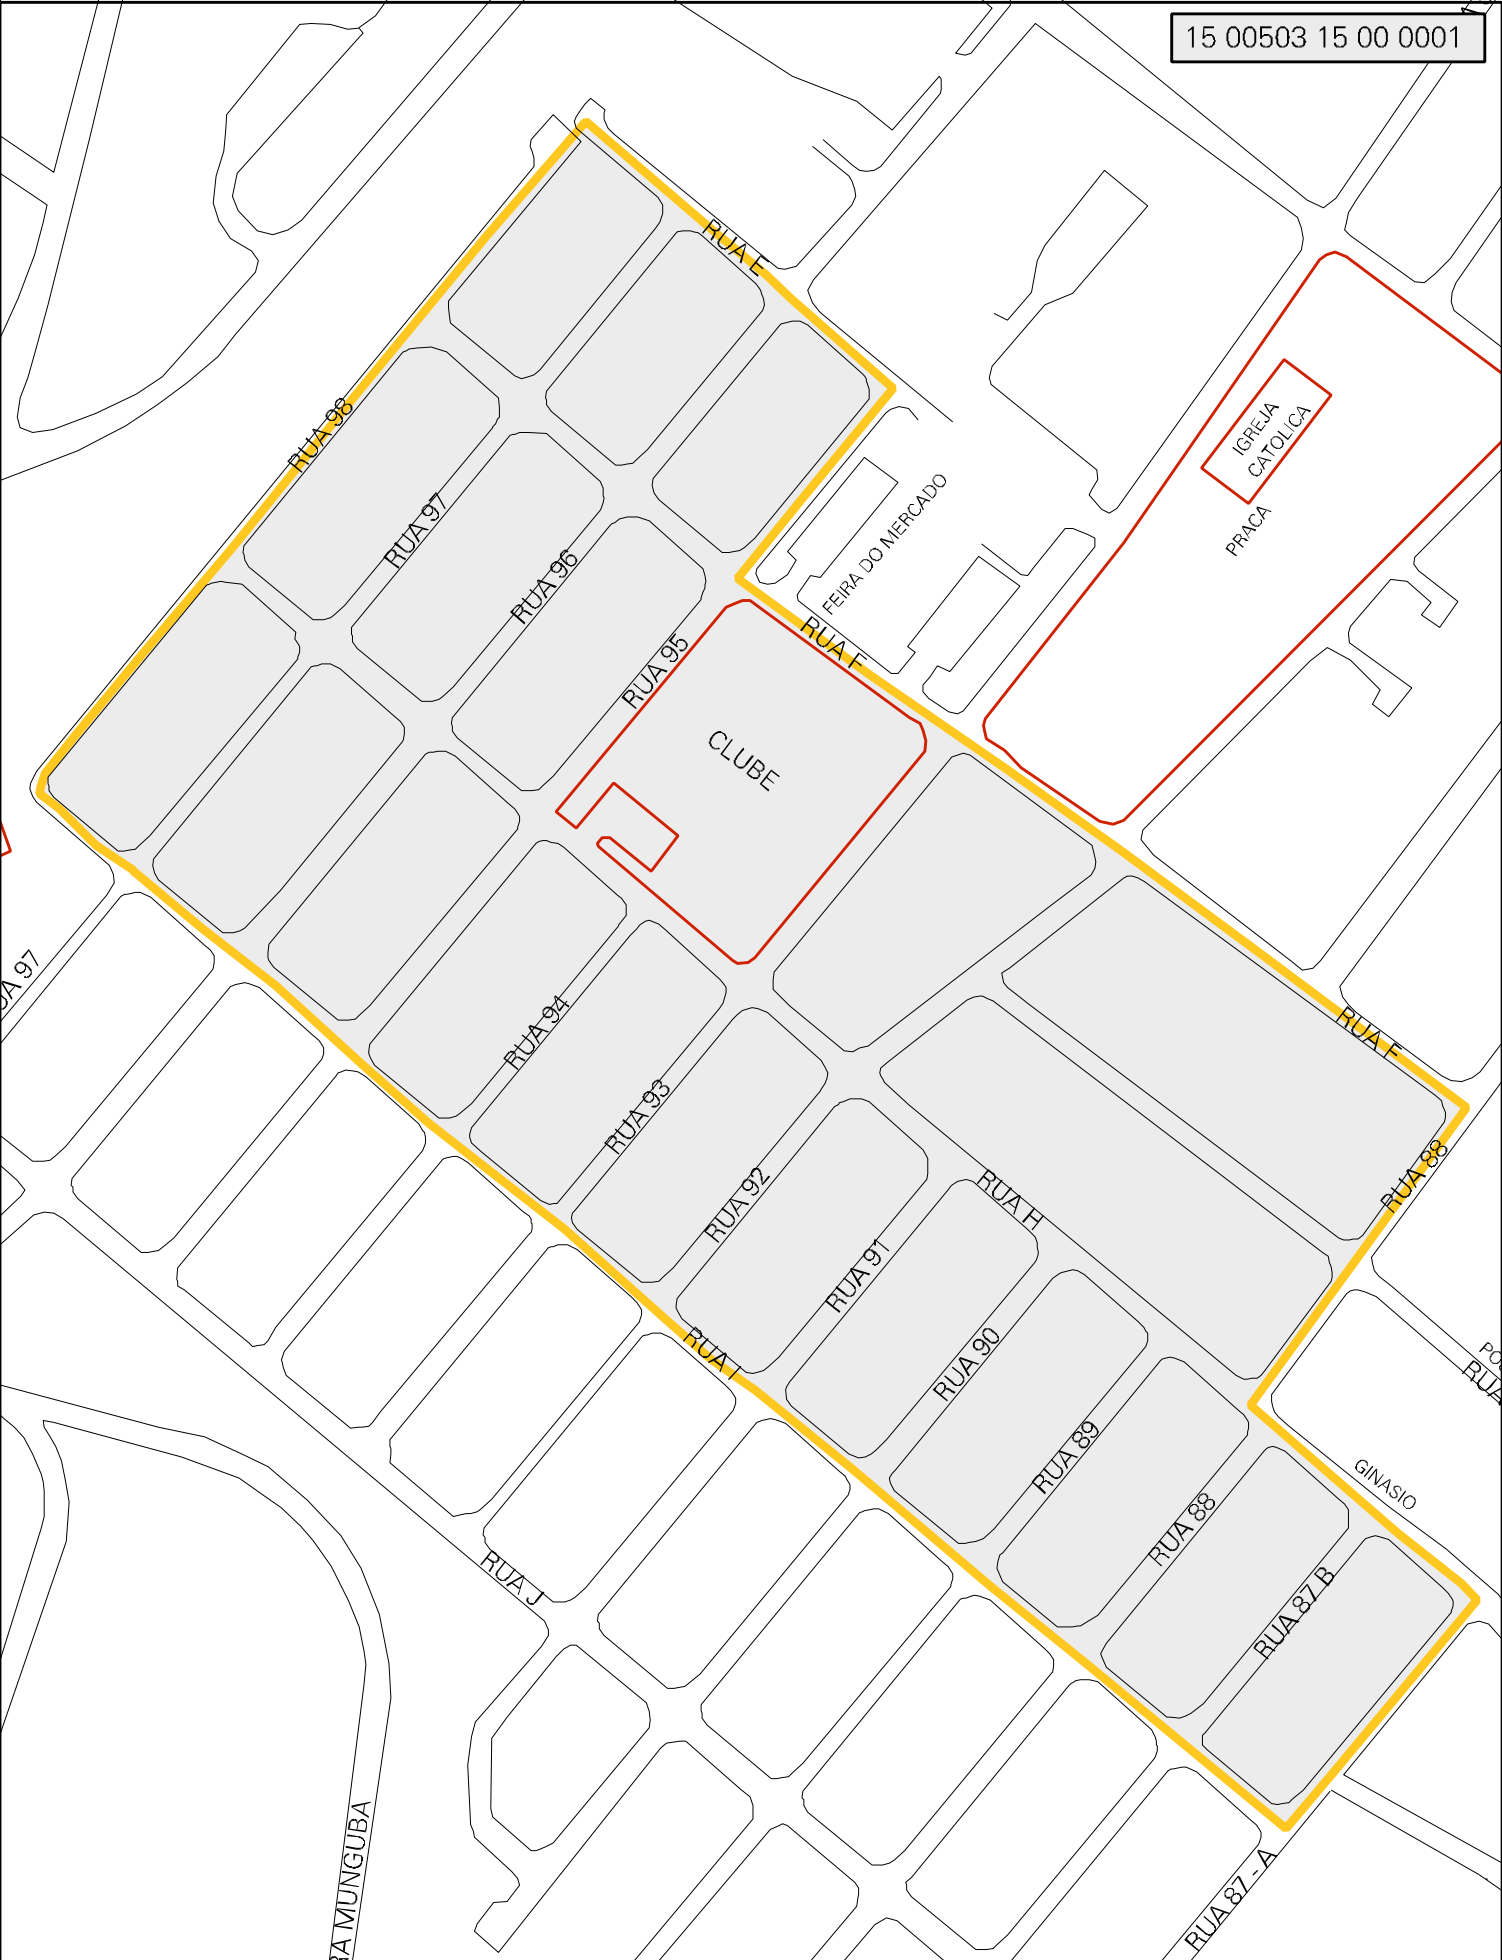 15 00503 15 00 0001
RUA E
RUA 98
IGREJA
CATOLICA
PRACA
RUA 97
FEIRA DO MERCADO
RUA 96
RUA F
RUA 95
CLUBE
RUA 94
RUA F
RUA 93
RUA 88
RUA 92
RUA H
RUA 91
RUA I
RUA 90
RUA
RUA 89
GINASIO
RUA 88
RUA J
RUA 87 B
MUNGUBA
RUA 87 - A